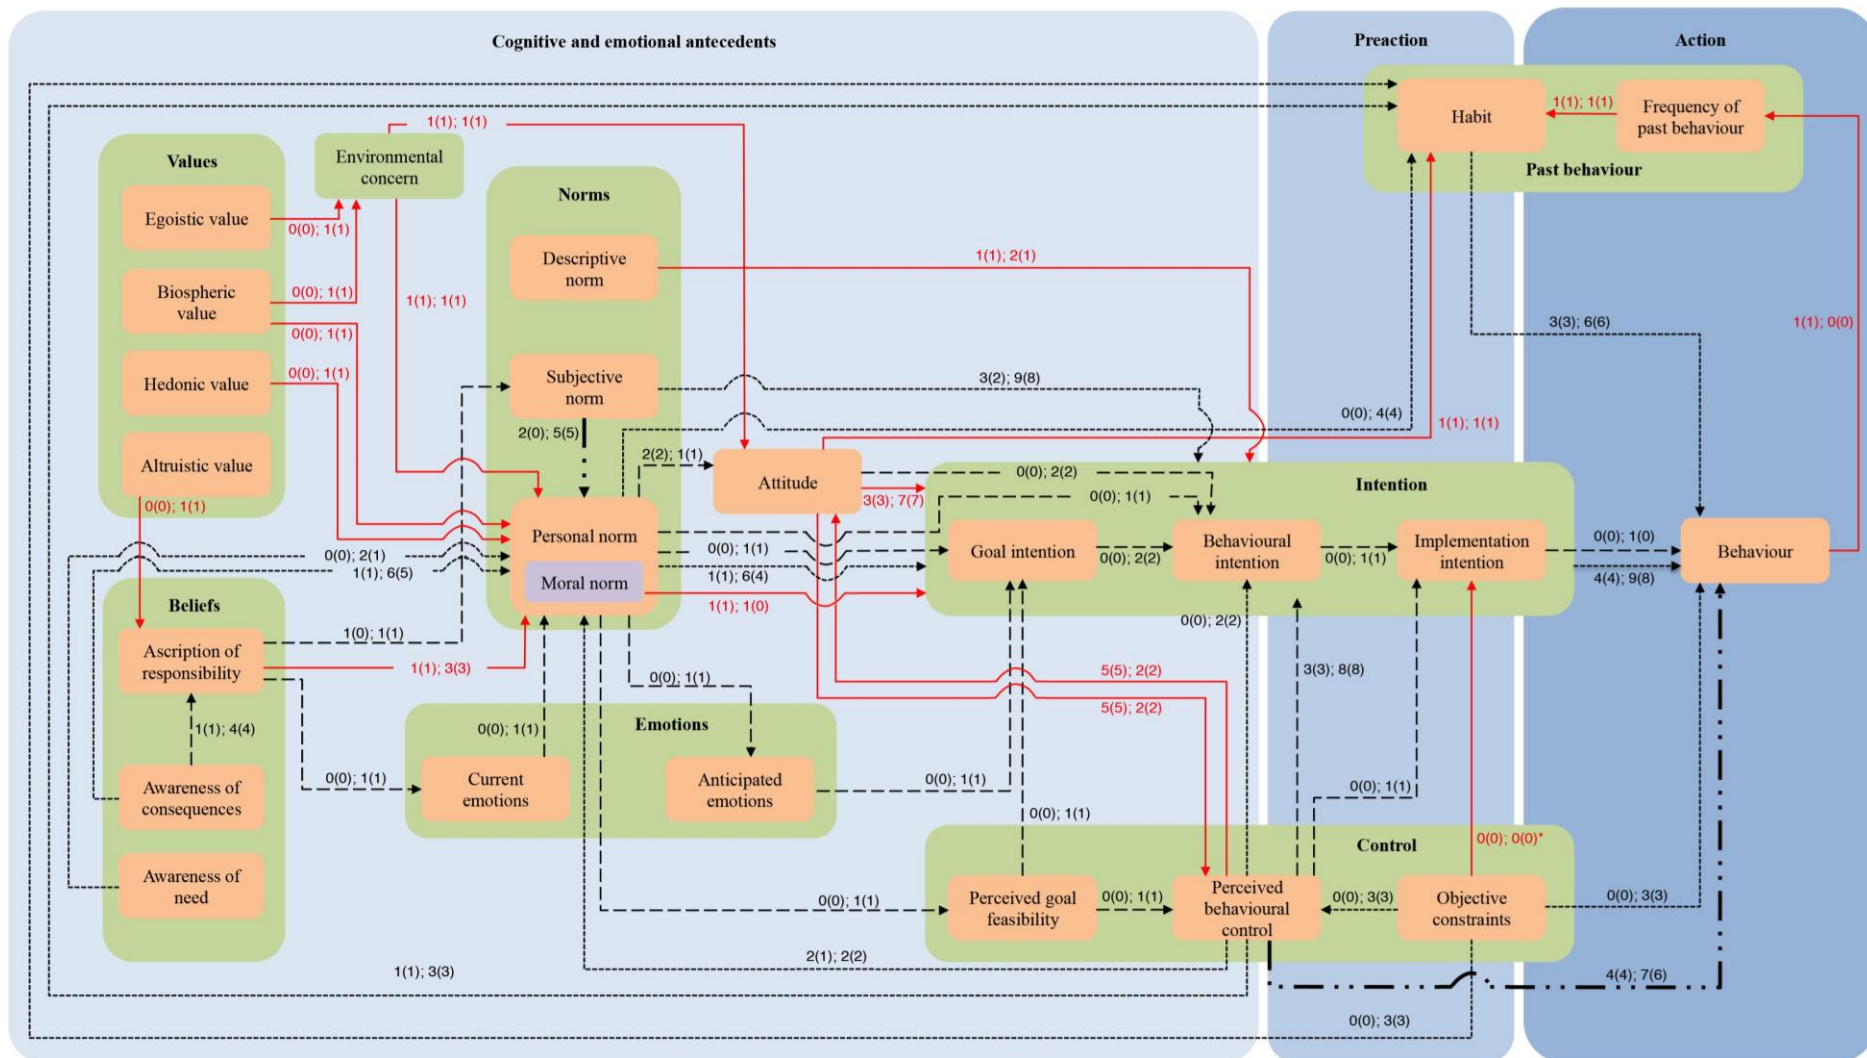 Cognitive and emotional antecedents
Preaction
Action
Habit
1(1); 1(1)
Frequency of
past behaviour
Past behaviour
1(1); 1(1)
Values
Environmental
concern
Norms
Egoistic value
0(0); 1(1)
Descriptive
norm
1(1); 2(1)
Biospheric
value
0(0); 1(1)
1(1); 1(1)
0(0); 1(1)
3(3); 6(6)
1(1); 0(0)
Hedonic value
0(0); 1(1)
Subjective
norm
3(2); 9(8)
0(0); 4(4)
1(1); 1(1)
2(0); 5(5)
Altruistic value
2(2); 1(1)
Attitude
0(0); 2(2)
Intention
0(0); 1(1)
3(3); 7(7)
0(0); 1(1)
Personal norm
Moral norm
0(0); 1(1)
1(1); 6(4)
1(1); 1(0)
Goal intention
0(0); 2(2)
Behavioural
intention
0(0); 1(1)
Implementation
intention
0(0); 1(0)
4(4); 9(8)
Behaviour
0(0); 2(1)
1(1); 6(5)
Beliefs
Ascription of
responsibility
1(0); 1(1)
1(1); 3(3)
0(0); 2(2)
0(0); 1(1)
5(5); 2(2)
5(5); 2(2)
3(3); 8(8)
1(1); 4(4)
0(0); 1(1)
Emotions
0(0); 1(1)
Current
emotions
Anticipated
emotions
0(0); 1(1)
0(0); 1(1)
Awareness of
consequences
0(0); 1(1)
0(0); 0(0)*
Control
Awareness of
need
0(0); 1(1)
Perceived goal
feasibility
0(0); 1(1)
Perceived
behavioural
control
0(0); 3(3)
Objective
constraints
0(0); 3(3)
1(1); 3(3)
2(1); 2(2)
4(4); 7(6)
0(0); 3(3)